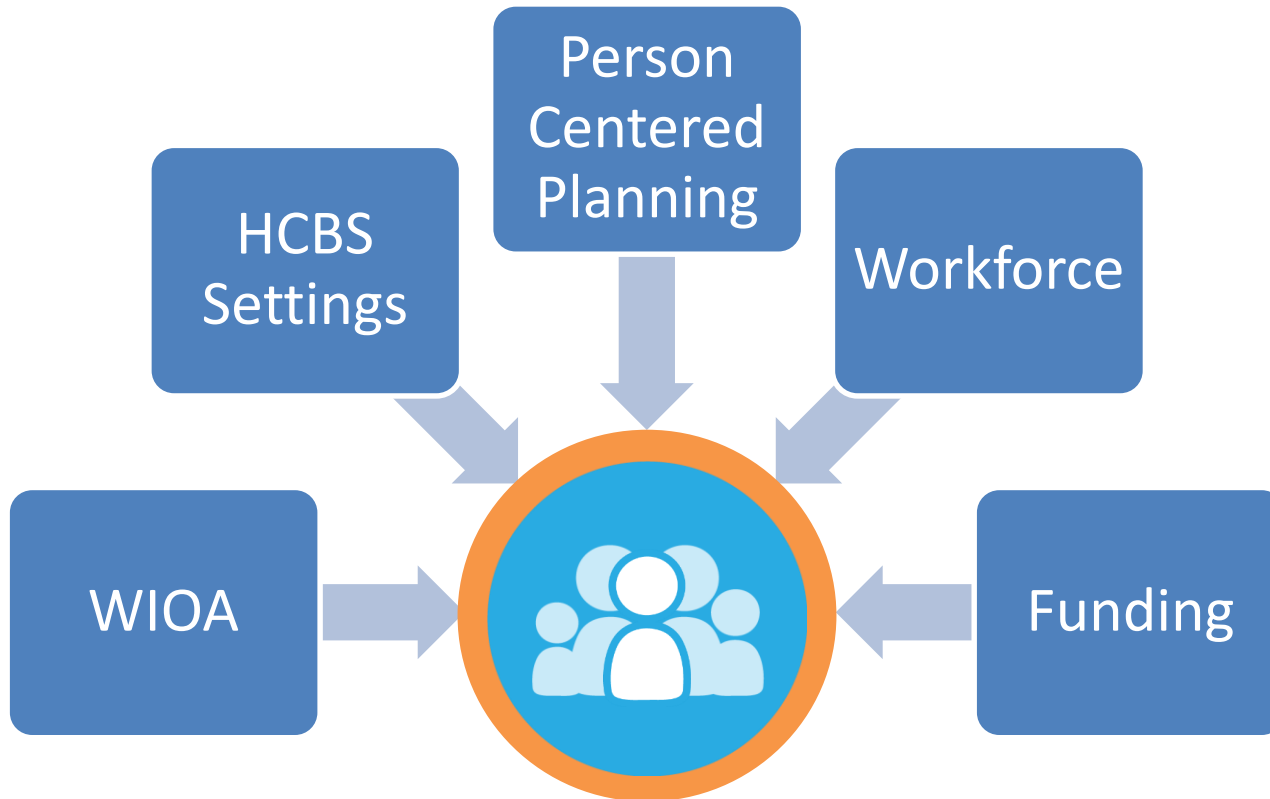 Person
Centered
Planning
HCBS
Settings
Workforce
WIOA
Funding